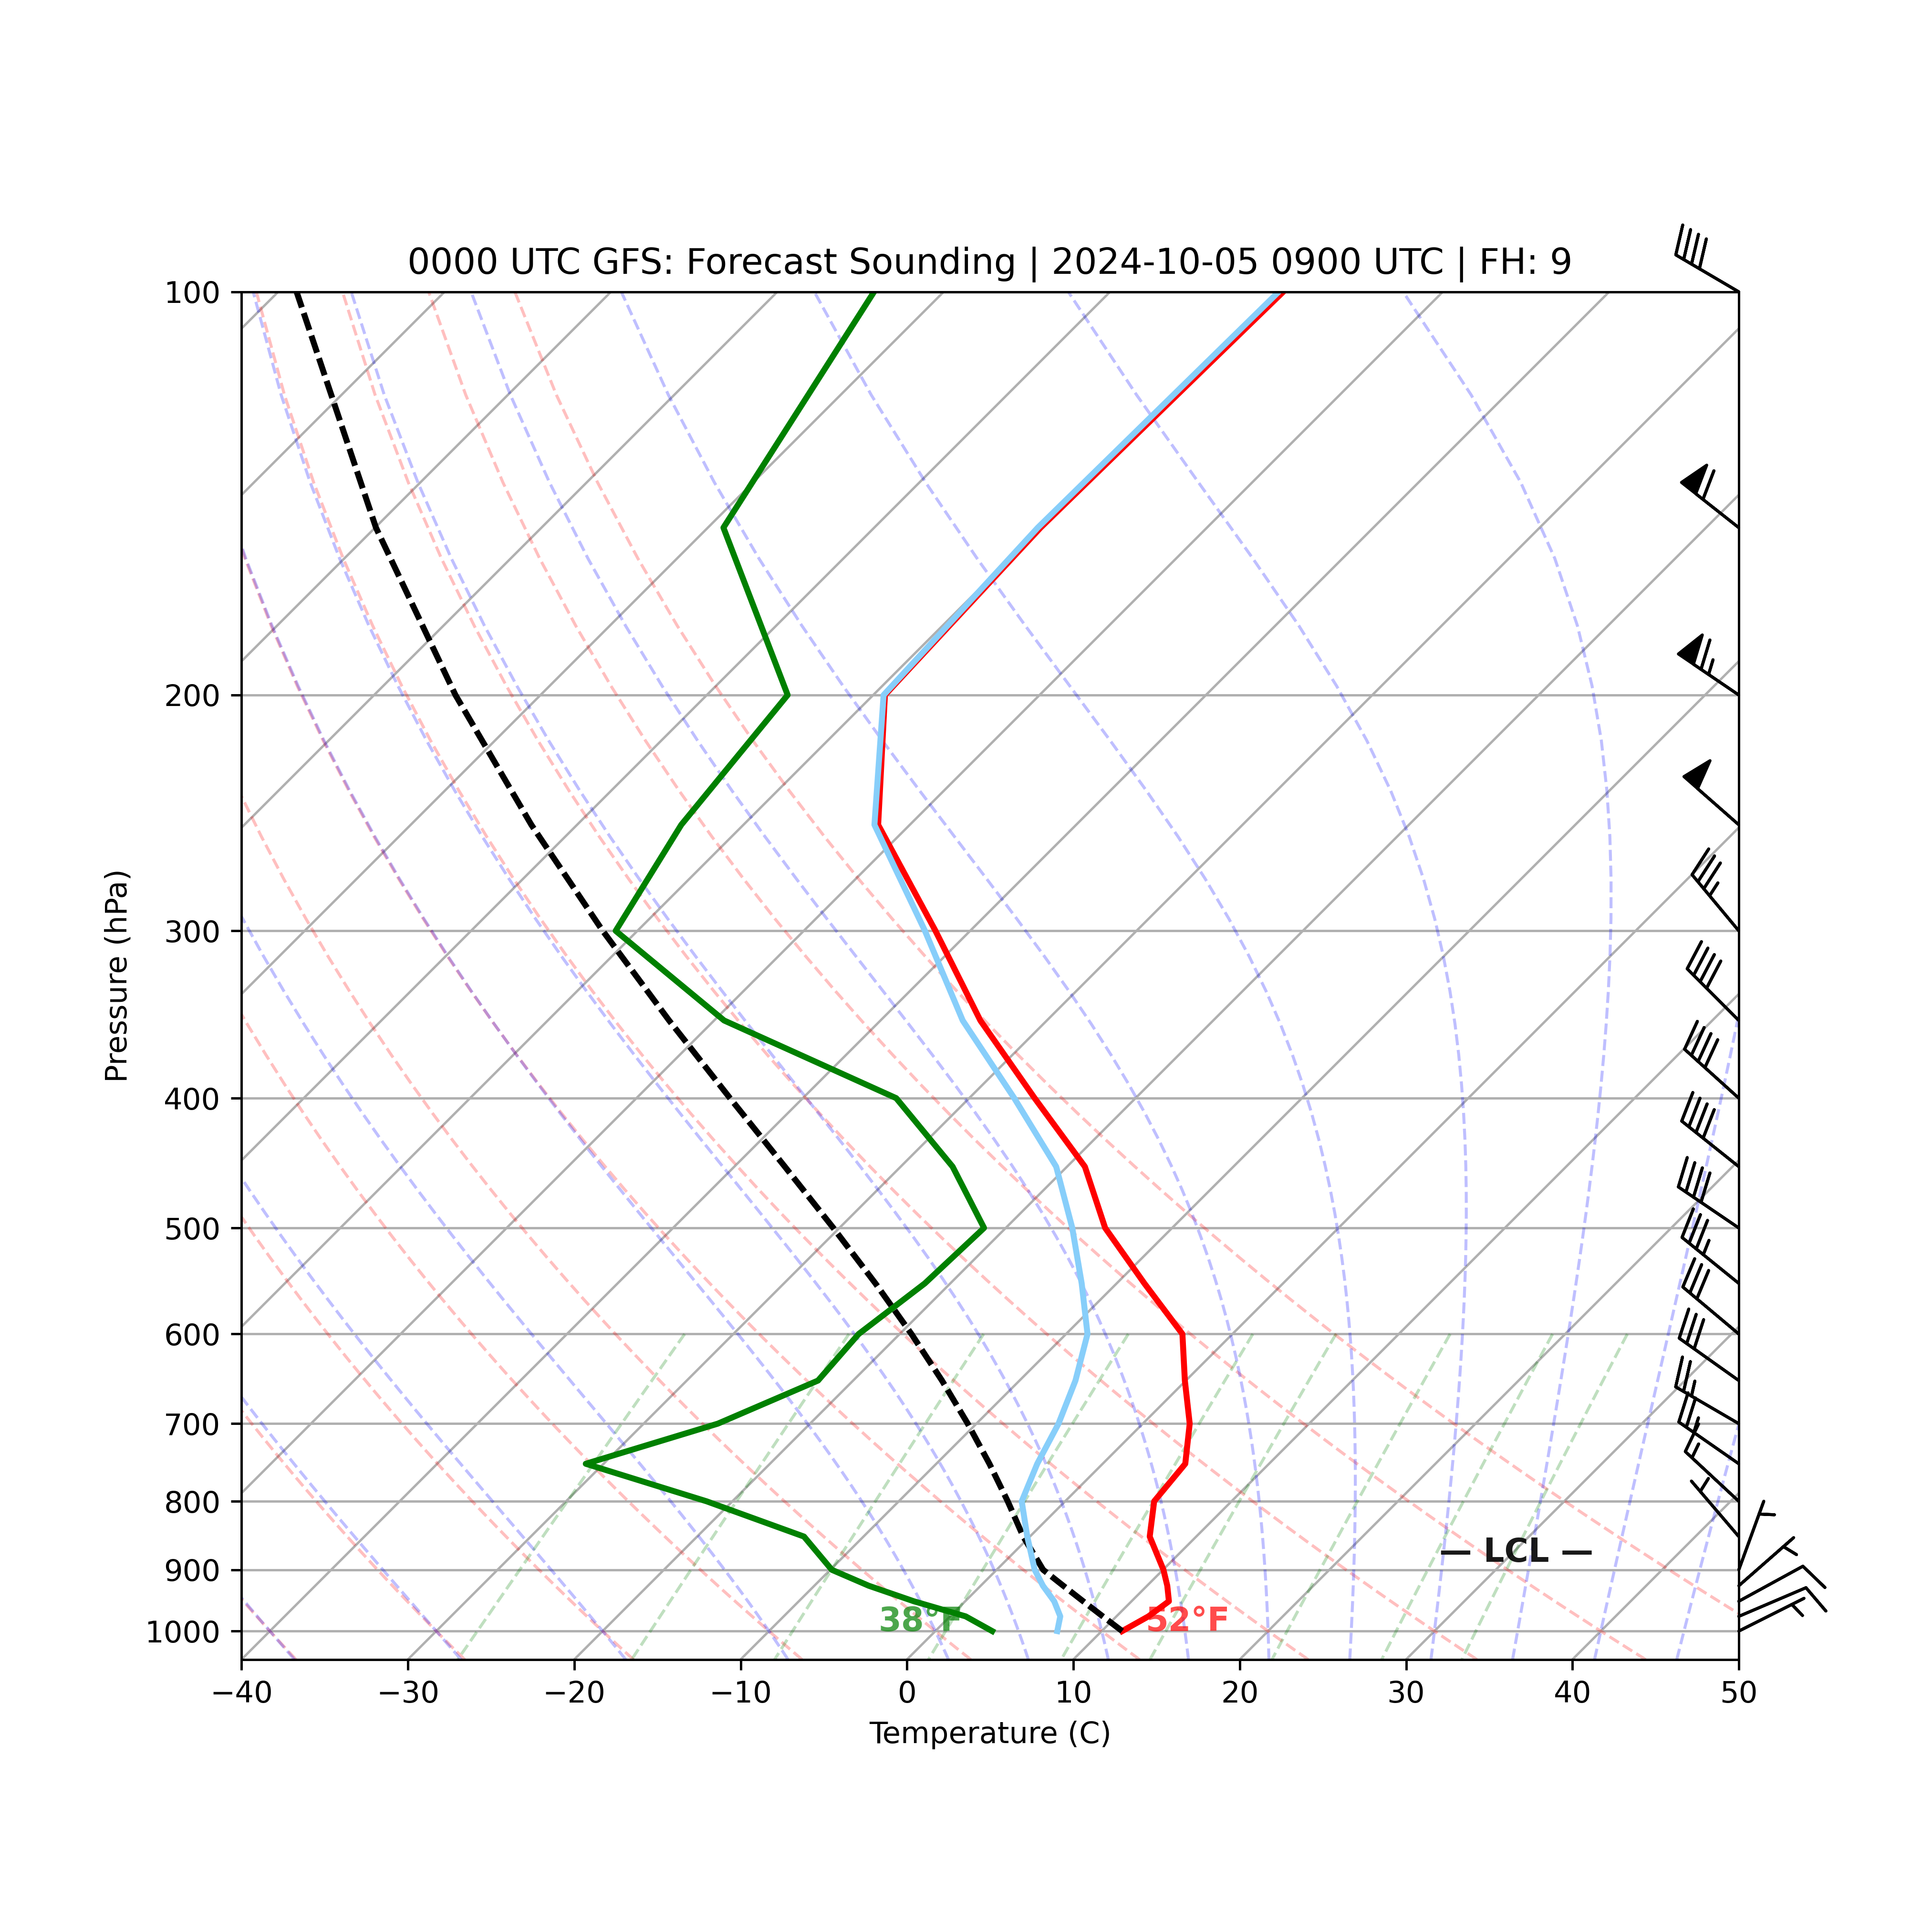 0000 UTC GFS: Forecast Sounding | 2024-10-05 0900 UTC | FH: 9
100
200
300
400
500
600
700
800
900
1000
Pressure (hPa)
— LCL —
38°F
52°F
−40 −30 −20 −10 0 10 20 30 40 50
Temperature (C)